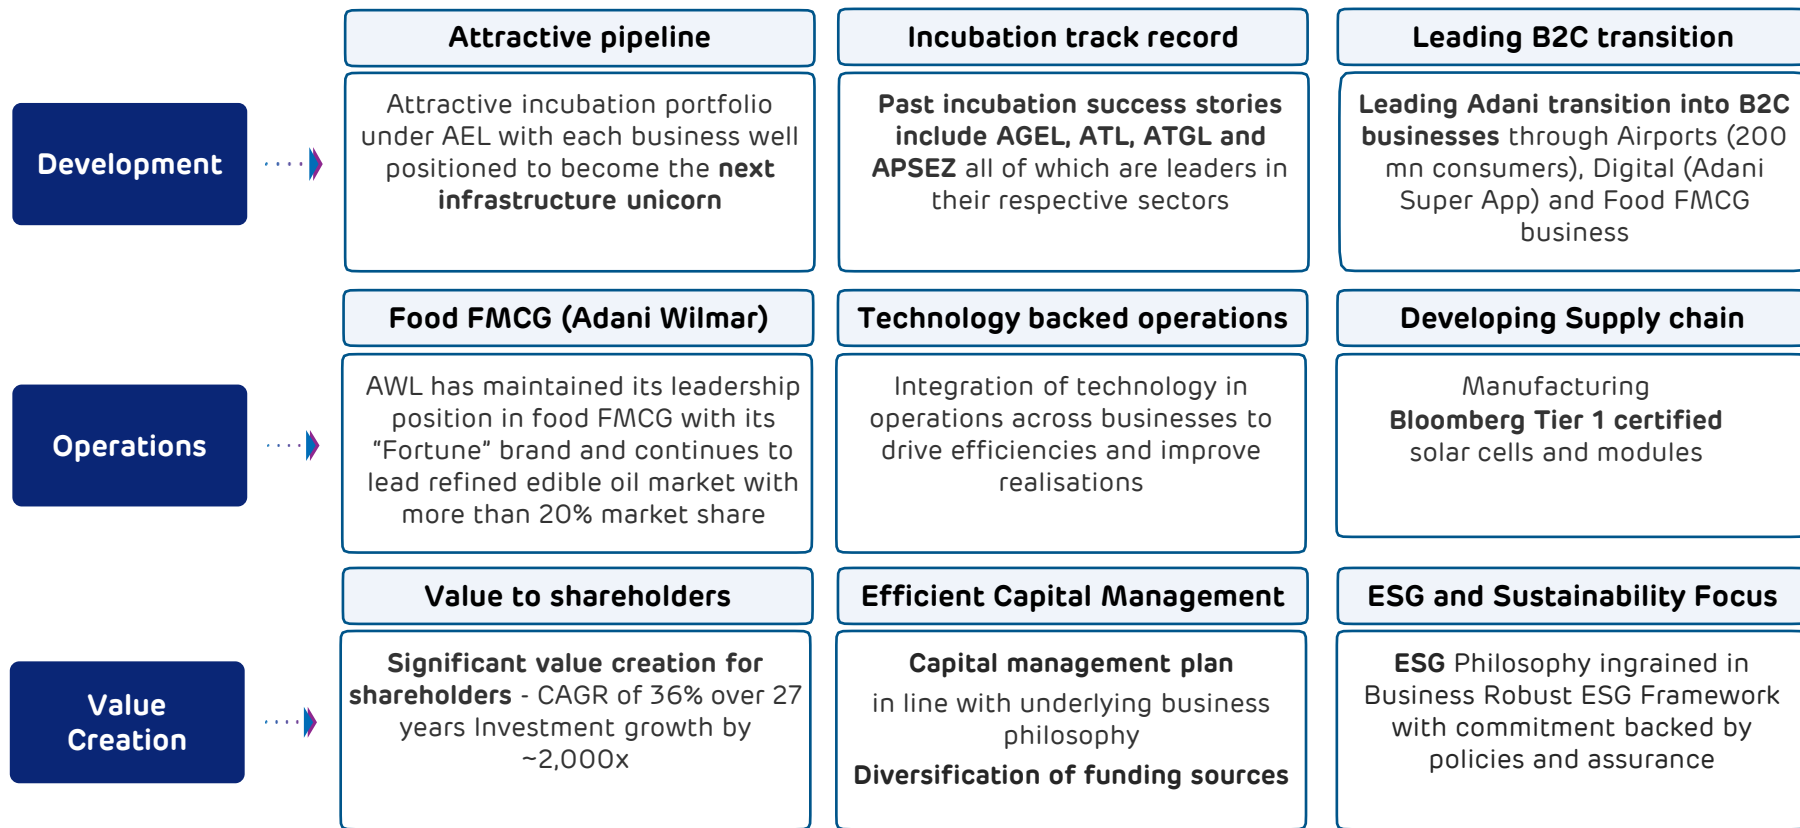 Development
Attractive pipeline
Attractive incubation portfolio
under AEL with each business well
positioned to become the next
infrastructure unicorn
Incubation track record
Past incubation success stories
include AGEL, ATL, ATGL and
APSEZ all of which are leaders in
their respective sectors
Leading B2C transition
Leading Adani transition into B2C
businesses through Airports (200
mn consumers), Digital (Adani
Super App) and Food FMCG
business
Operations
Food FMCG (Adani Wilmar)
AWL has maintained its leadership
position in food FMCG with its
“Fortune” brand and continues to
lead refined edible oil market with
more than 20% market share
Technology backed operations
Integration of technology in
operations across businesses to
drive efficiencies and improve
realisations
Developing Supply chain
Manufacturing
Bloomberg Tier 1 certified
solar cells and modules
Value
Creation
Value to shareholders
Significant value creation for
shareholders - CAGR of 36% over 27
years Investment growth by
~2,000x
Efficient Capital Management
Capital management plan
in line with underlying business
philosophy
Diversification of funding sources
ESG and Sustainability Focus
ESG Philosophy ingrained in
Business Robust ESG Framework
with commitment backed by
policies and assurance